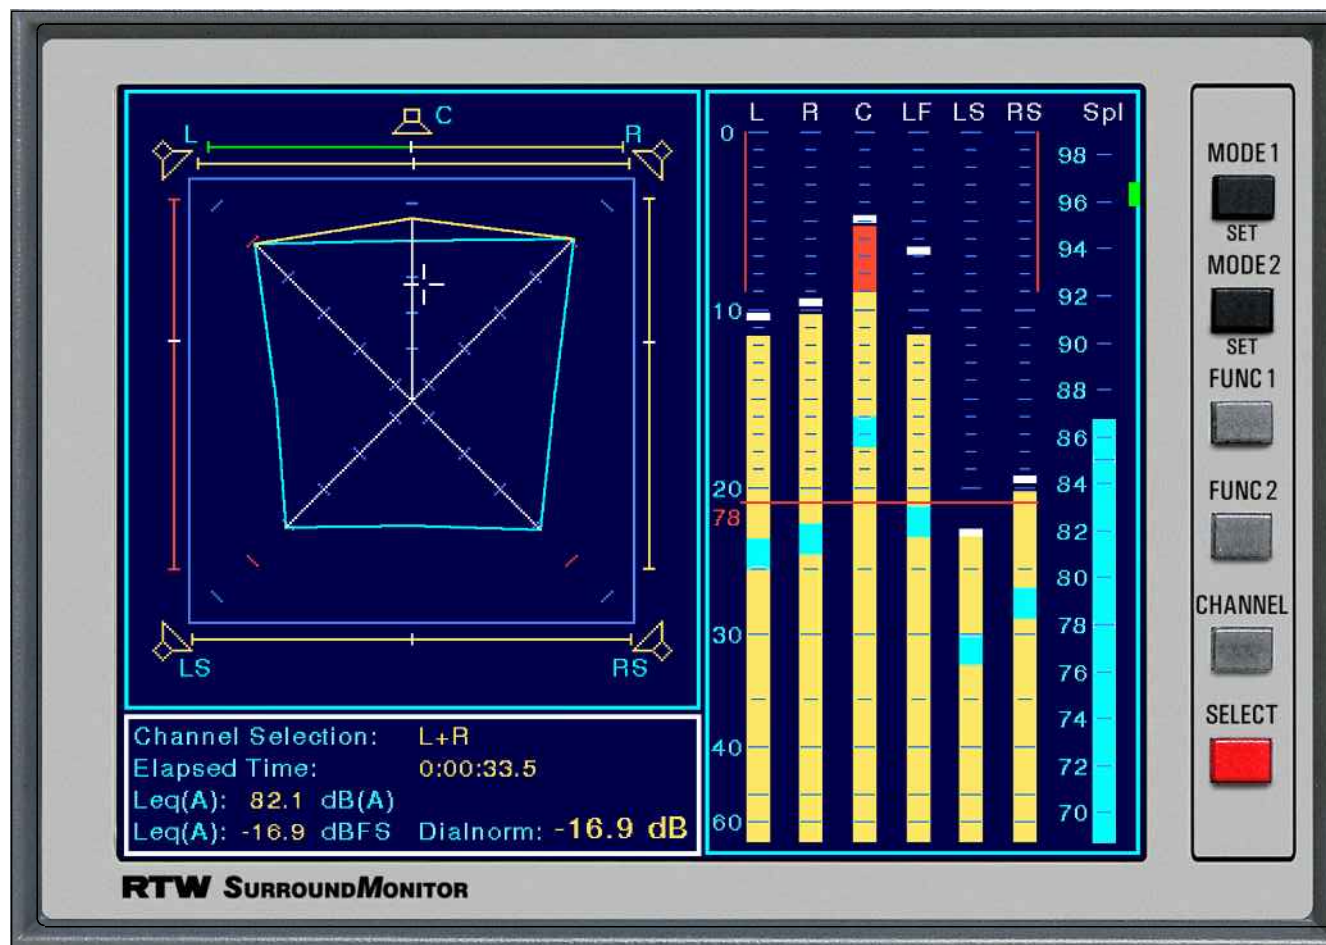 C
L
R
LS
RS
Channel Selection: L+R
Elapsed Time: 0:00:33.5
Leq(A): 82.1 dB(A)
Leq(A): -16.9 dBFS Dialnorm: -16.9 dB
L R C LF LS RS Spl
0
10
20
78
30
40
60
98
96
94
92
90
88
86
84
82
80
78
76
74
72
70
MODE 1
SET
MODE 2
SET
FUNC 1
FUNC 2
CHANNEL
SELECT
RTW SURROUNDMONITOR